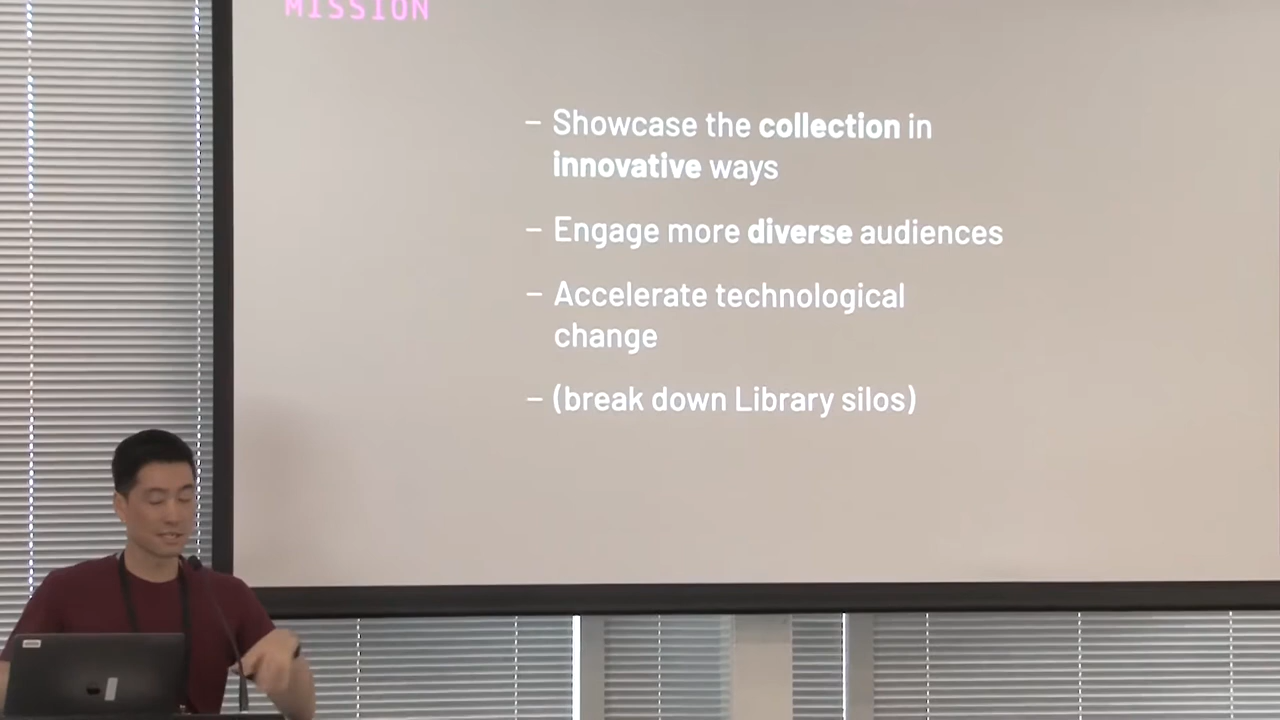 MISSION
– Showcase the collection in
innovative ways
– Engage more diverse audiences
– Accelerate technological
change
– (break down Library silos)